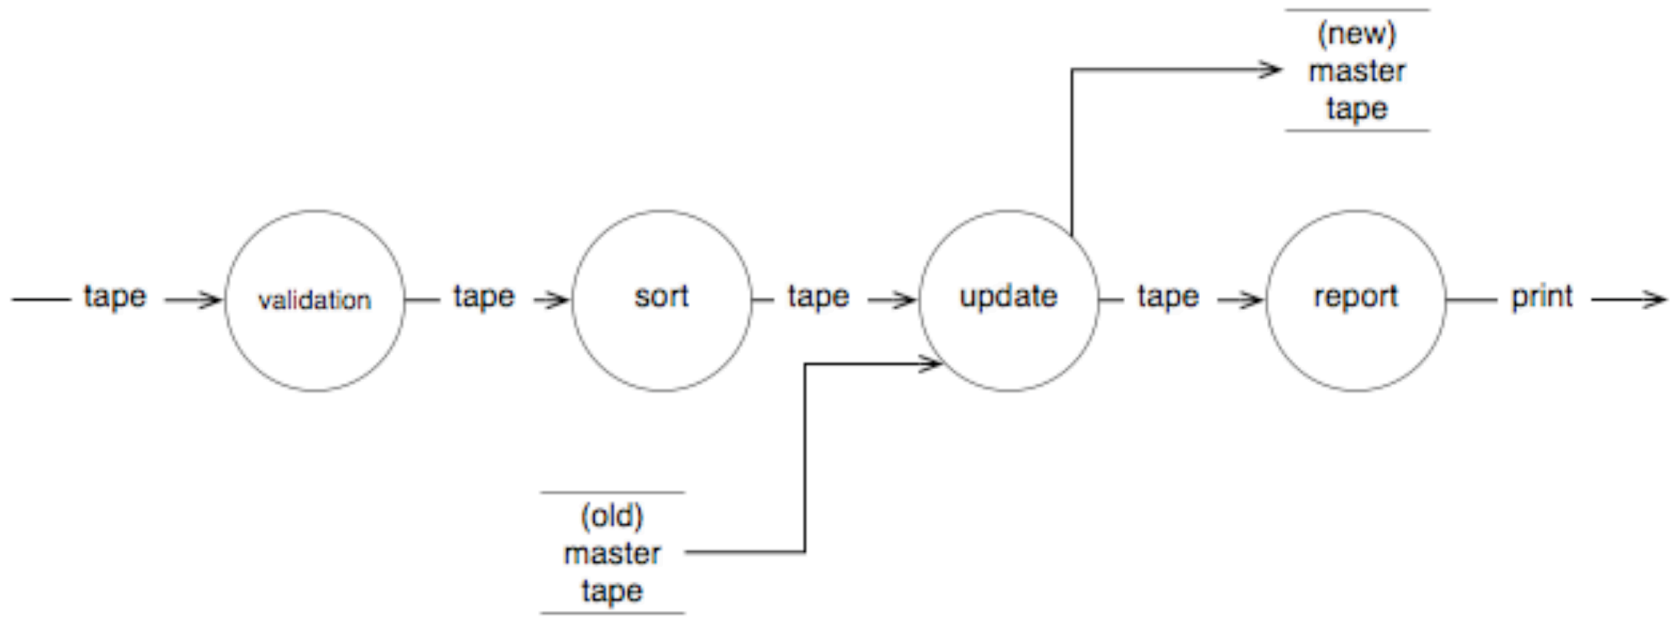 (new)
master
tape
tape
validation
tape
sort
tape
update
tape
report
print
(old)
master
tape